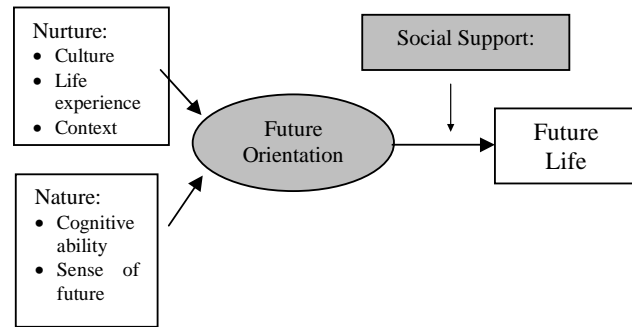 Nurture:
• Culture
• Life
experience
• Context
Social Support:
Future
Orientation
Future
Life
Nature:
• Cognitive
ability
• Sense of
future